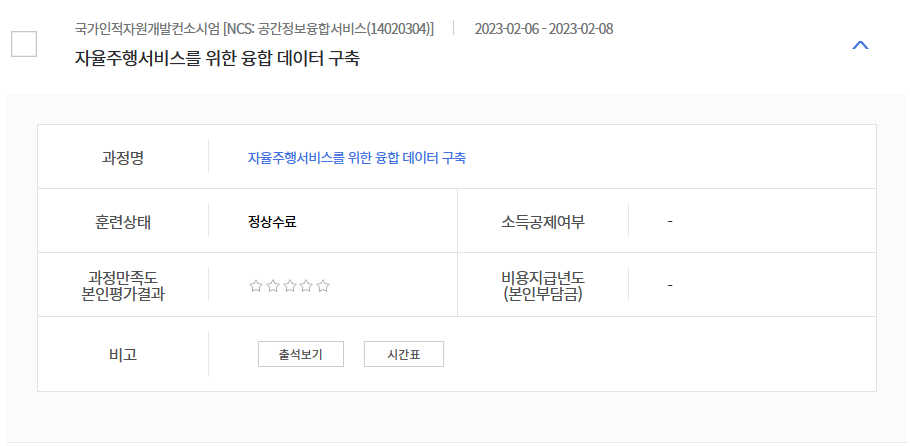 국가인적자원개발컨소시엄 [NCS: 공간정보융합서비스(14020304)] 2023-02-06 - 2023-02-08
자율주행서비스를 위한 융합 데이터 구축
과정명 자율주행서비스를 위한 융합 데이터 구축
훈련상태 정상수료 소득공제여부 -
과정만족도
본인평가결과 ☆☆☆☆☆ 비용지급년도
(본인부담금) -
비고 출석보기 시간표